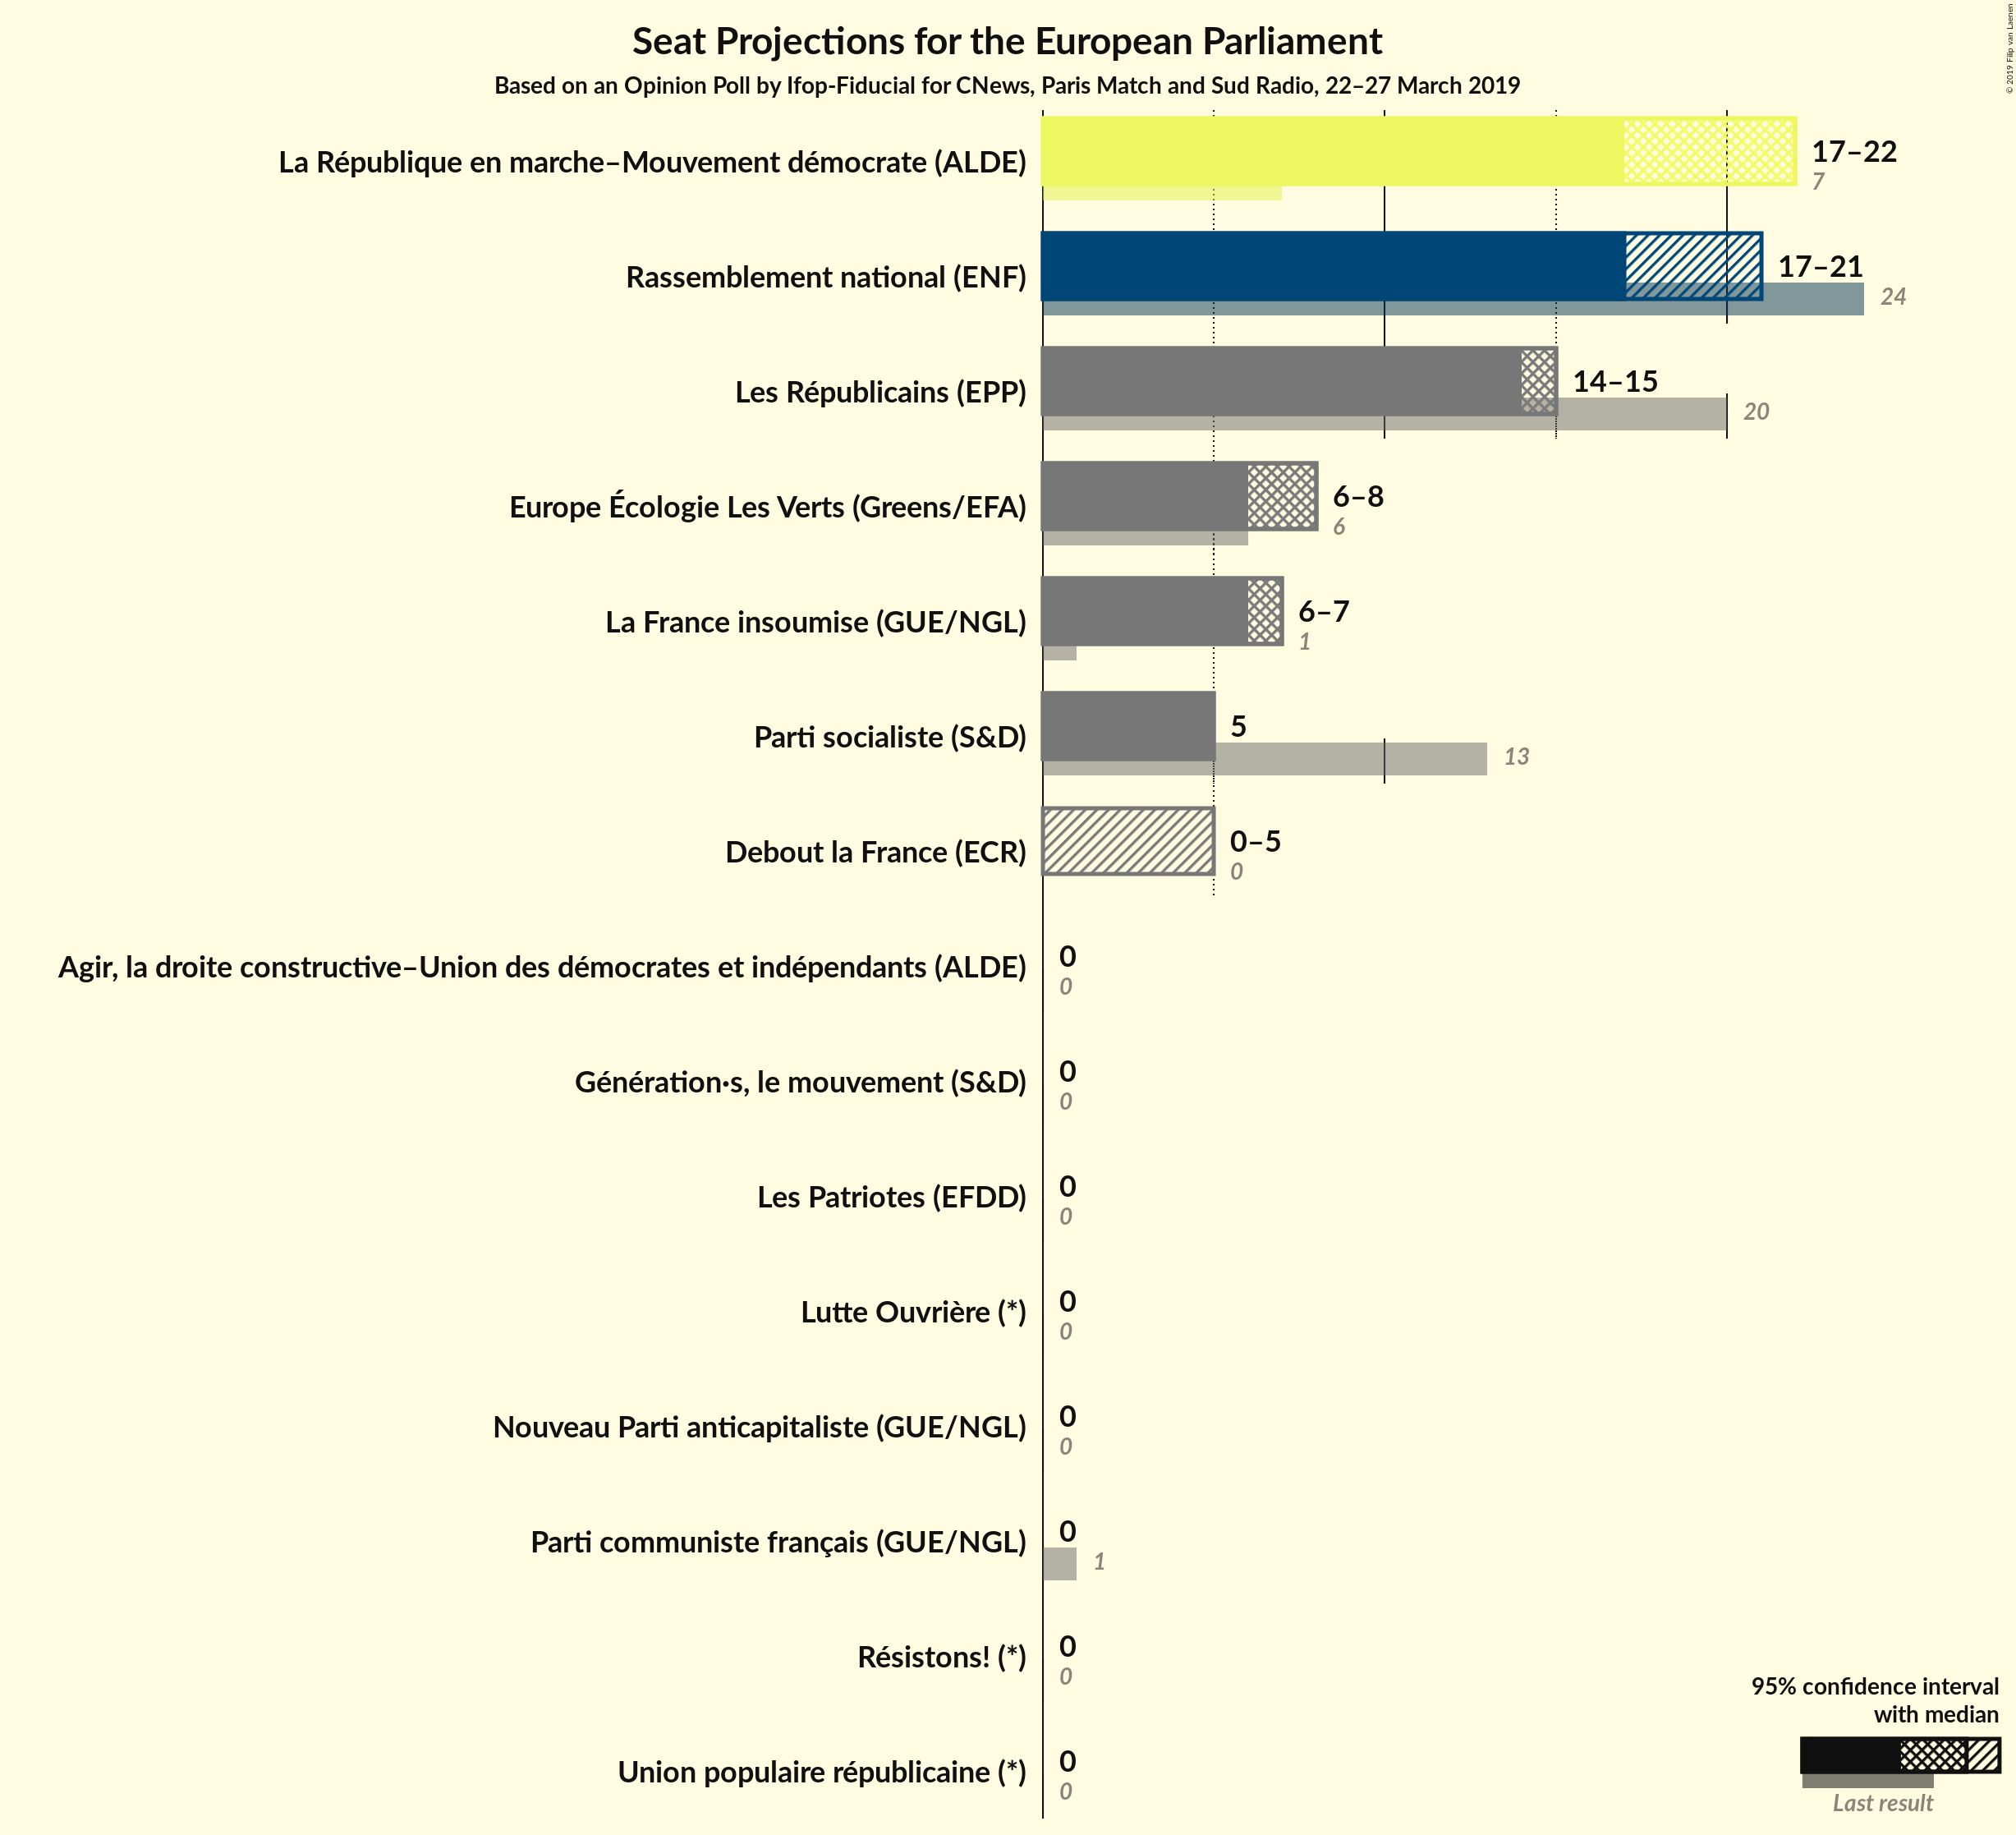 Seat Projections for the European Parliament
Based on an Opinion Poll by Ifop-Fiducial for CNews, Paris Match and Sud Radio, 22–27 March 2019
© 2019 Filip van Laenen
La République en marche–Mouvement démocrate (ALDE)
17–22
7
Rassemblement national (ENF)
17–21
24
Les Républicains (EPP)
14–15
20
Europe Écologie Les Verts (Greens/EFA)
6–8
6
La France insoumise (GUE/NGL)
6–7
1
Parti socialiste (S&D)
5
13
Debout la France (ECR)
0–5
0
Agir, la droite constructive–Union des démocrates et indépendants (ALDE)
0
0
Génération·s, le mouvement (S&D)
0
0
Les Patriotes (EFDD)
0
0
Lutte Ouvrière (*)
0
0
Nouveau Parti anticapitaliste (GUE/NGL)
0
0
Parti communiste français (GUE/NGL)
0
1
Résistons! (*)
0
0
Union populaire républicaine (*)
0
0
95% confidence interval
with median
Last result